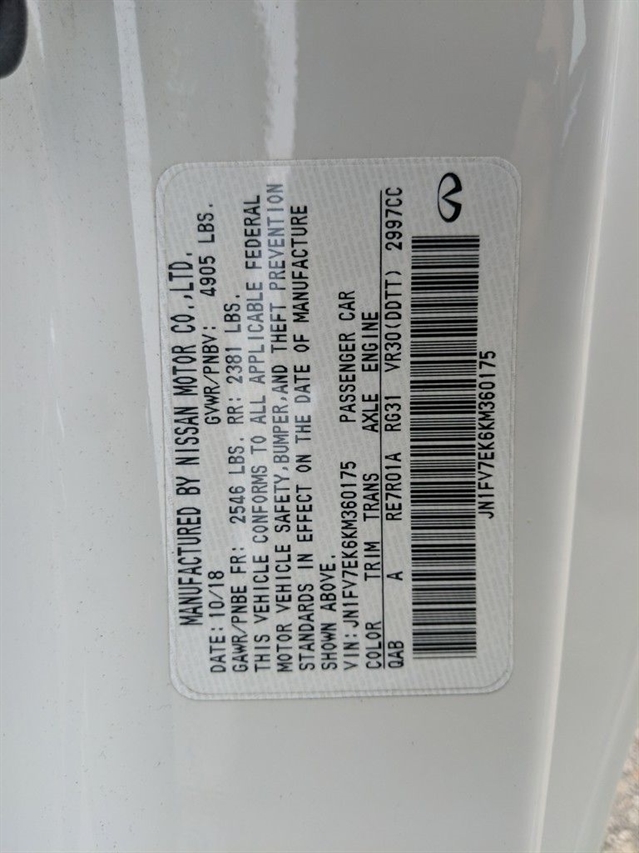 MANUFACTURED BY NISSAN MOTOR CO.,LTD.
DATE: 10/18 GVWR/PNBV: 4905 LBS.
GAWR/PNBE FR: 2546 LBS. RR: 2381 LBS.
THIS VEHICLE CONFORMS TO ALL APPLICABLE FEDERAL
MOTOR VEHICLE SAFETY,BUMPER,AND THEFT PREVENTION
STANDARDS IN EFFECT ON THE DATE OF MANUFACTURE
SHOWN ABOVE.
VIN:JN1FV7EK6KM360175 PASSENGER CAR
COLOR TRIM TRANS AXLE ENGINE
QAB A RE7R01A RG31 VR30(DDTT) 2997CC
JN1FV7EK6KM360175